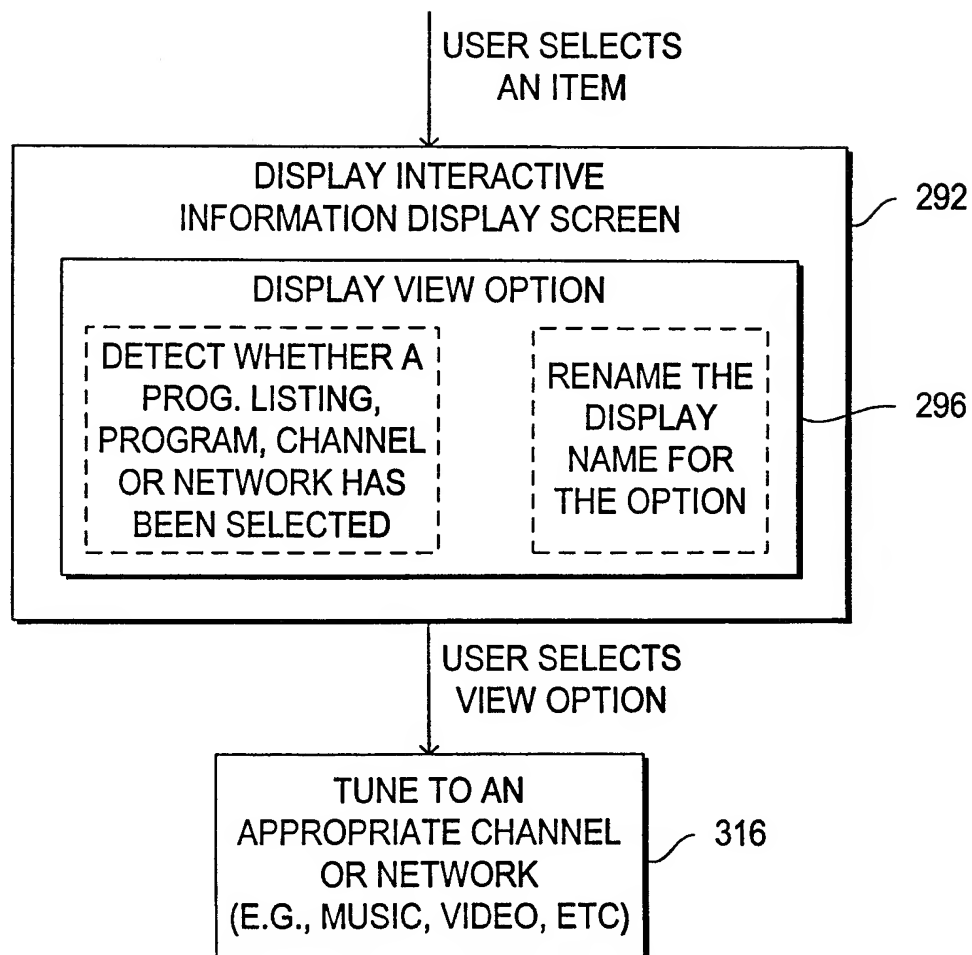 USER SELECTS
AN ITEM
DISPLAY INTERACTIVE
INFORMATION DISPLAY SCREEN
292
DISPLAY VIEW OPTION
DETECT WHETHER A
PROG. LISTING,
PROGRAM, CHANNEL
OR NETWORK HAS
BEEN SELECTED
RENAME THE
DISPLAY
NAME FOR
THE OPTION
296
USER SELECTS
VIEW OPTION
TUNE TO AN
APPROPRIATE CHANNEL
OR NETWORK
(E.G., MUSIC, VIDEO, ETC)
316